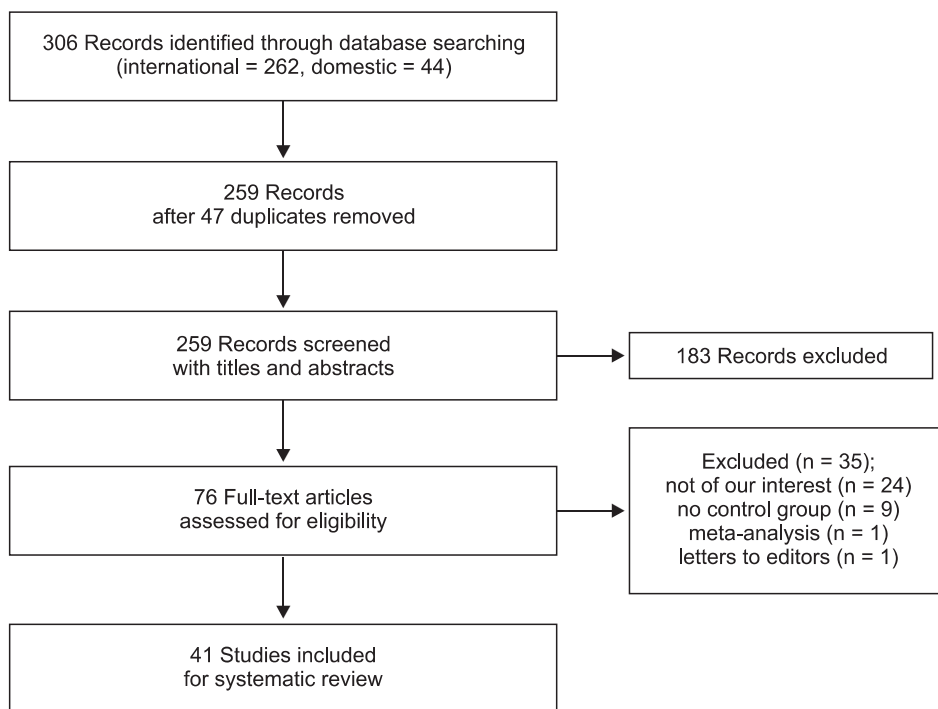 306 Records identified through database searching
(international = 262, domestic = 44)
259 Records
after 47 duplicates removed
259 Records screened
with titles and abstracts
183 Records excluded
76 Full-text articles
assessed for eligibility
Excluded (n = 35);
not of our interest (n = 24)
no control group (n = 9)
meta-analysis (n = 1)
letters to editors (n = 1)
41 Studies included
for systematic review